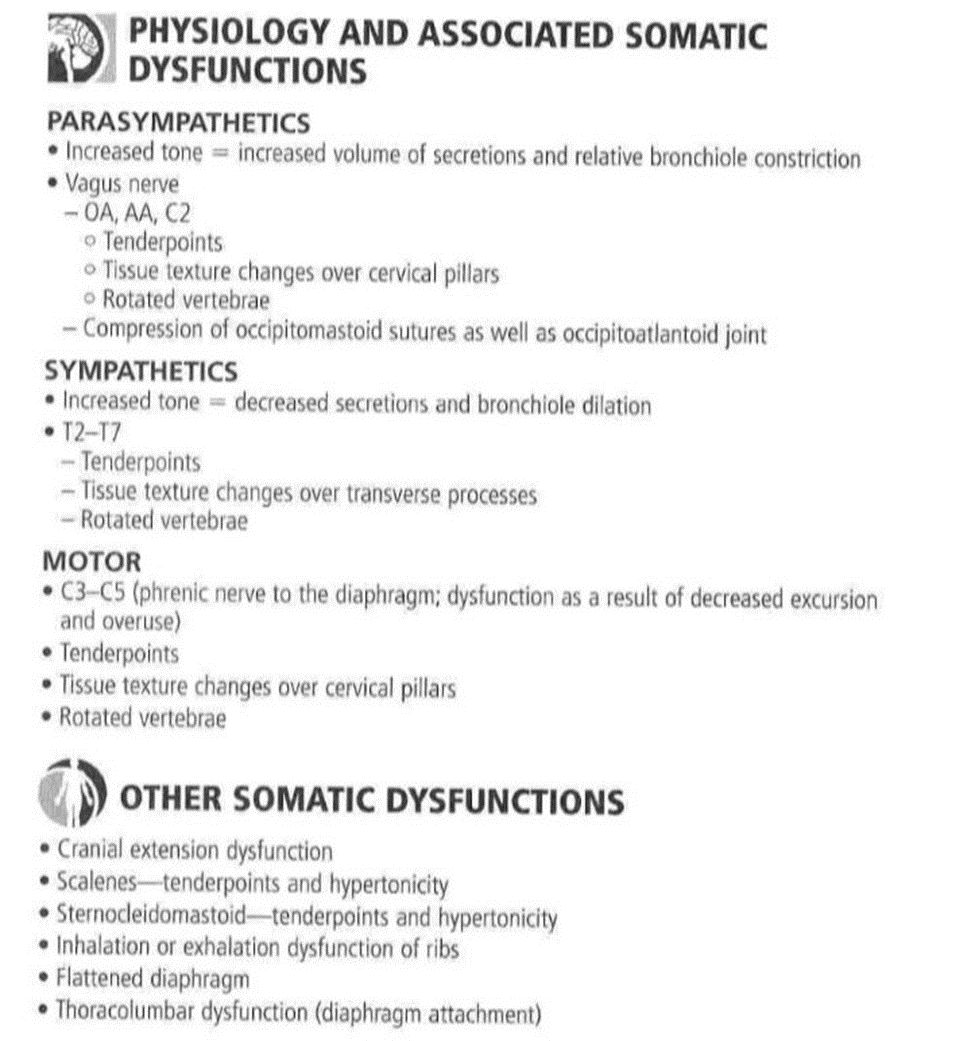 PHYSIOLOGY AND ASSOCIATED SOMATIC
DYSFUNCTIONS
PARASYMPATHETICS
• Increased tone = increased volume of secretions and relative bronchiole constriction
• Vagus nerve
– OA, AA, C2
○ Tenderpoints
○ Tissue texture changes over cervical pillars
○ Rotated vertebrae
– Compression of occipitomastoid sutures as well as occipitoatlantoid joint
SYMPATHETICS
• Increased tone = decreased secretions and bronchiole dilation
• T2–T7
– Tenderpoints
– Tissue texture changes over transverse processes
– Rotated vertebrae
MOTOR
• C3–C5 (phrenic nerve to the diaphragm; dysfunction as a result of decreased excursion
and overuse)
• Tenderpoints
• Tissue texture changes over cervical pillars
• Rotated vertebrae
OTHER SOMATIC DYSFUNCTIONS
• Cranial extension dysfunction
• Scalenes—tenderpoints and hypertonicity
• Sternocleidomastoid—tenderpoints and hypertonicity
• Inhalation or exhalation dysfunction of ribs
• Flattened diaphragm
• Thoracolumbar dysfunction (diaphragm attachment)